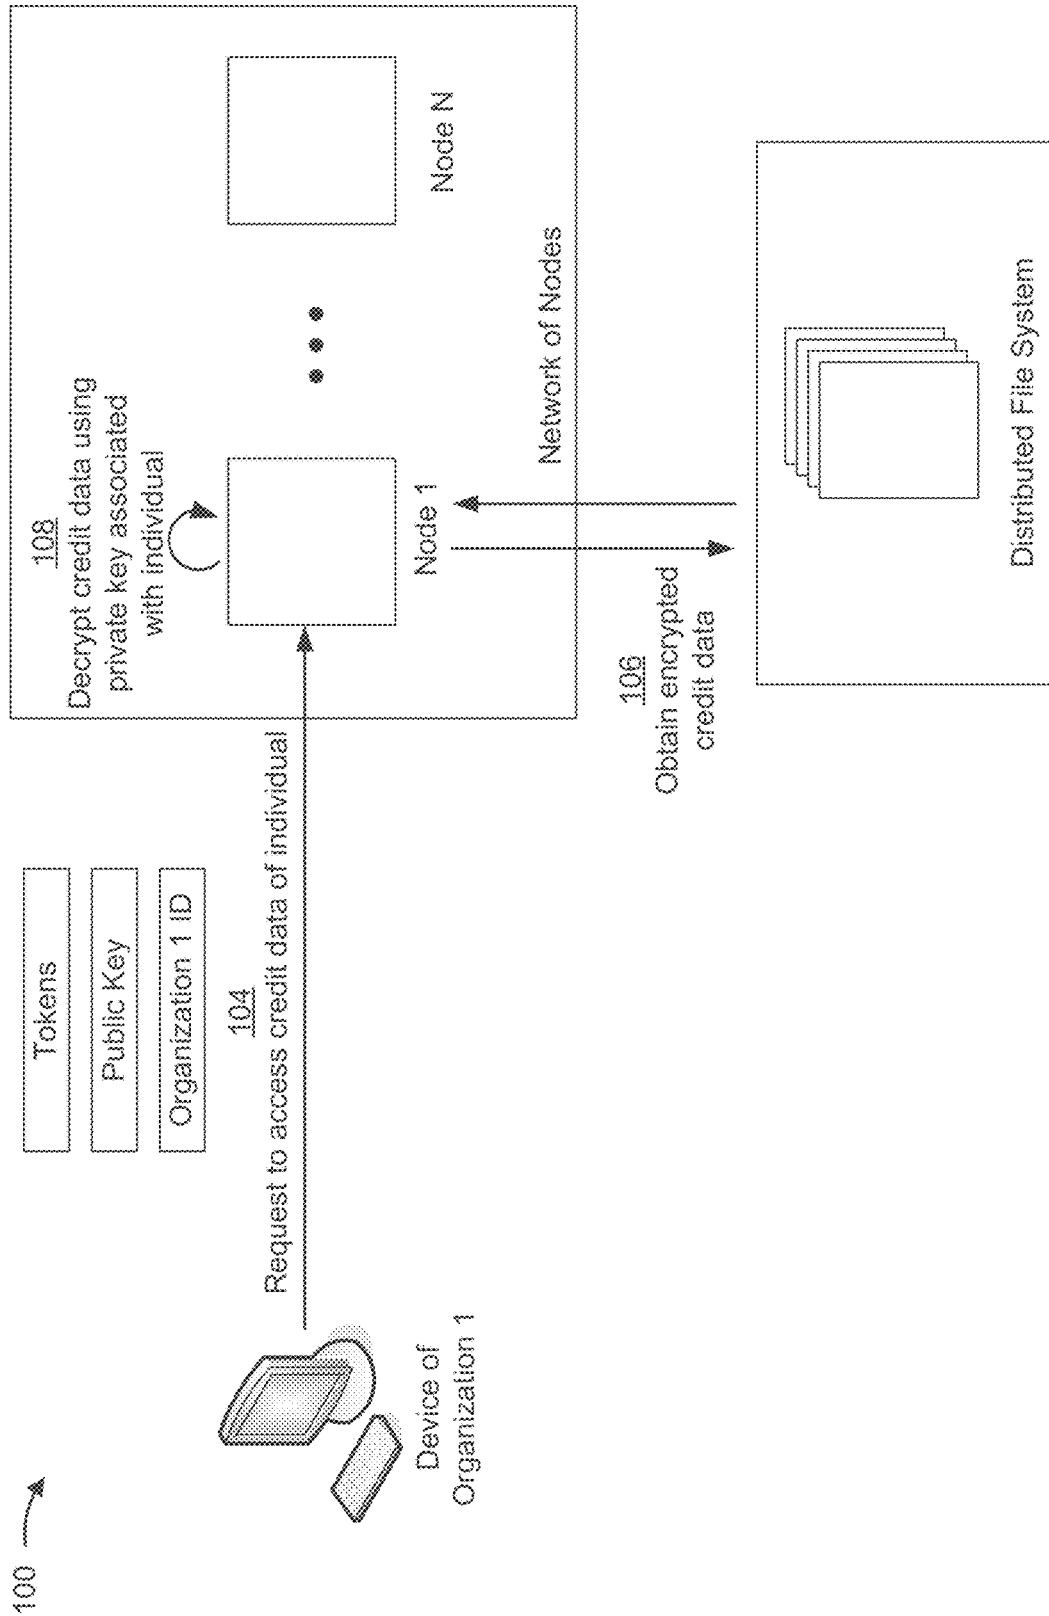 100
Tokens
Public Key
Organization 1 ID
104
Request to access credit data of individual
Device of
Organization 1
108
Decrypt credit data using
private key associated
with individual
Node 1
Node N
Network of Nodes
106
Obtain encrypted
credit data
Distributed File System